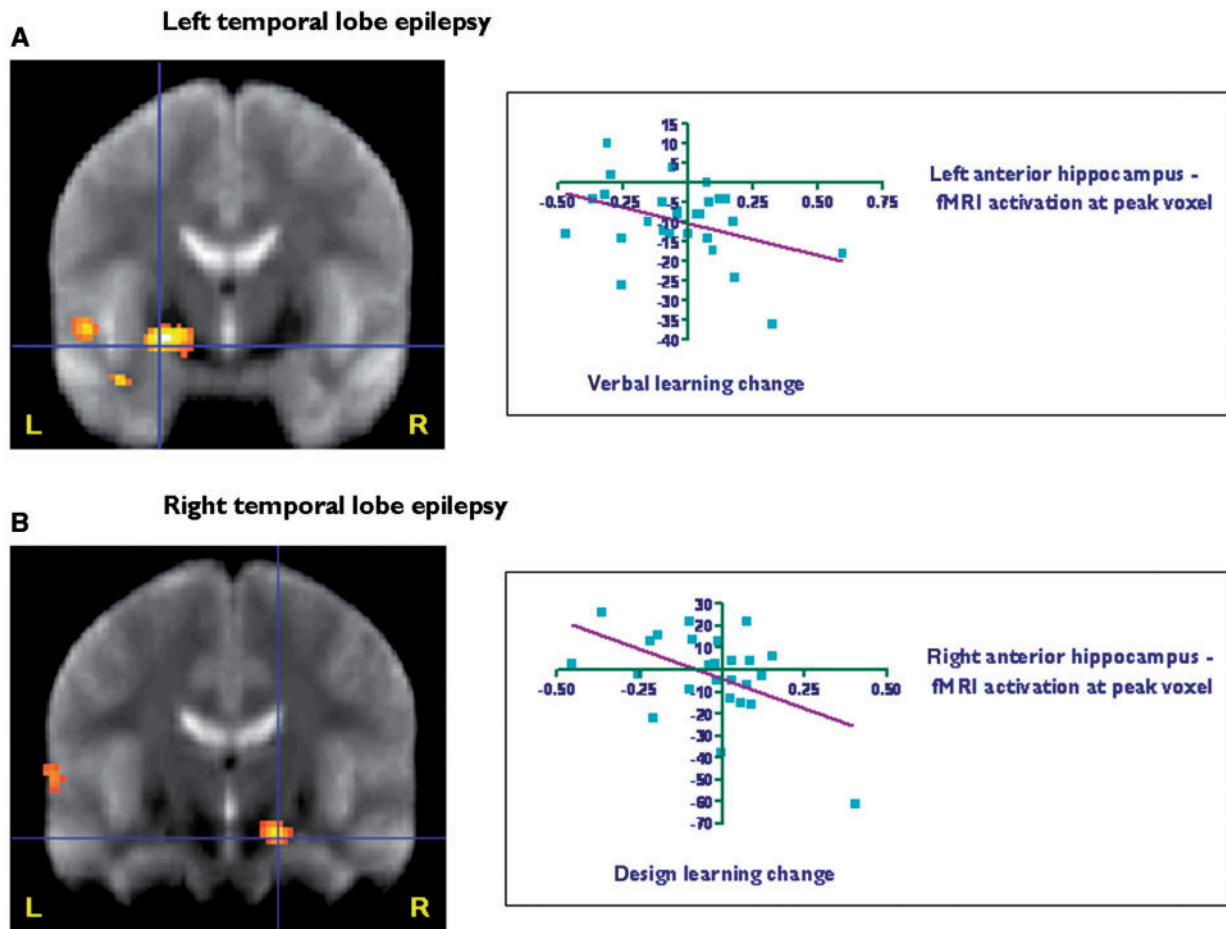 Left temporal lobe epilepsy
A
L
R
15
10
5
-0.50
-0.25
0.25
0.50
0.75
-5
-10
-15
-20
-25
-30
-35
-40
Left anterior hippocampus -
fMRI activation at peak voxel
Verbal learning change
Right temporal lobe epilepsy
B
L
R
30
20
10
-0.50
-0.25
0.25
0.50
-10
-20
-30
-40
-50
-60
-70
Right anterior hippocampus -
fMRI activation at peak voxel
Design learning change